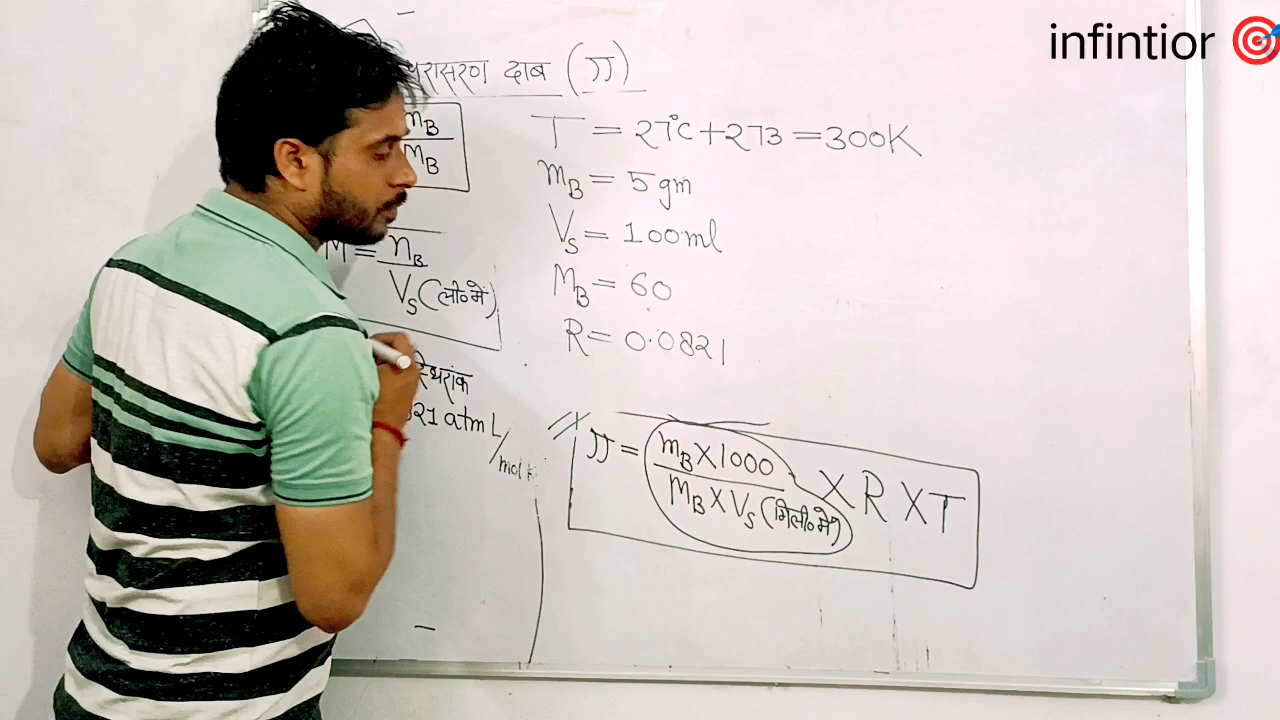 infintior
परासरण दाब (π)
T = 27°C + 273 = 300K
mB
MB
mB = 5 gm
VS = 100 ml
M = nB
VS (ली० में)
MB = 60
R = 0.0821
स्थिरांक
821 atm L/mol K
π = mB × 1000 / MB × VS (मिली० में) × R × T